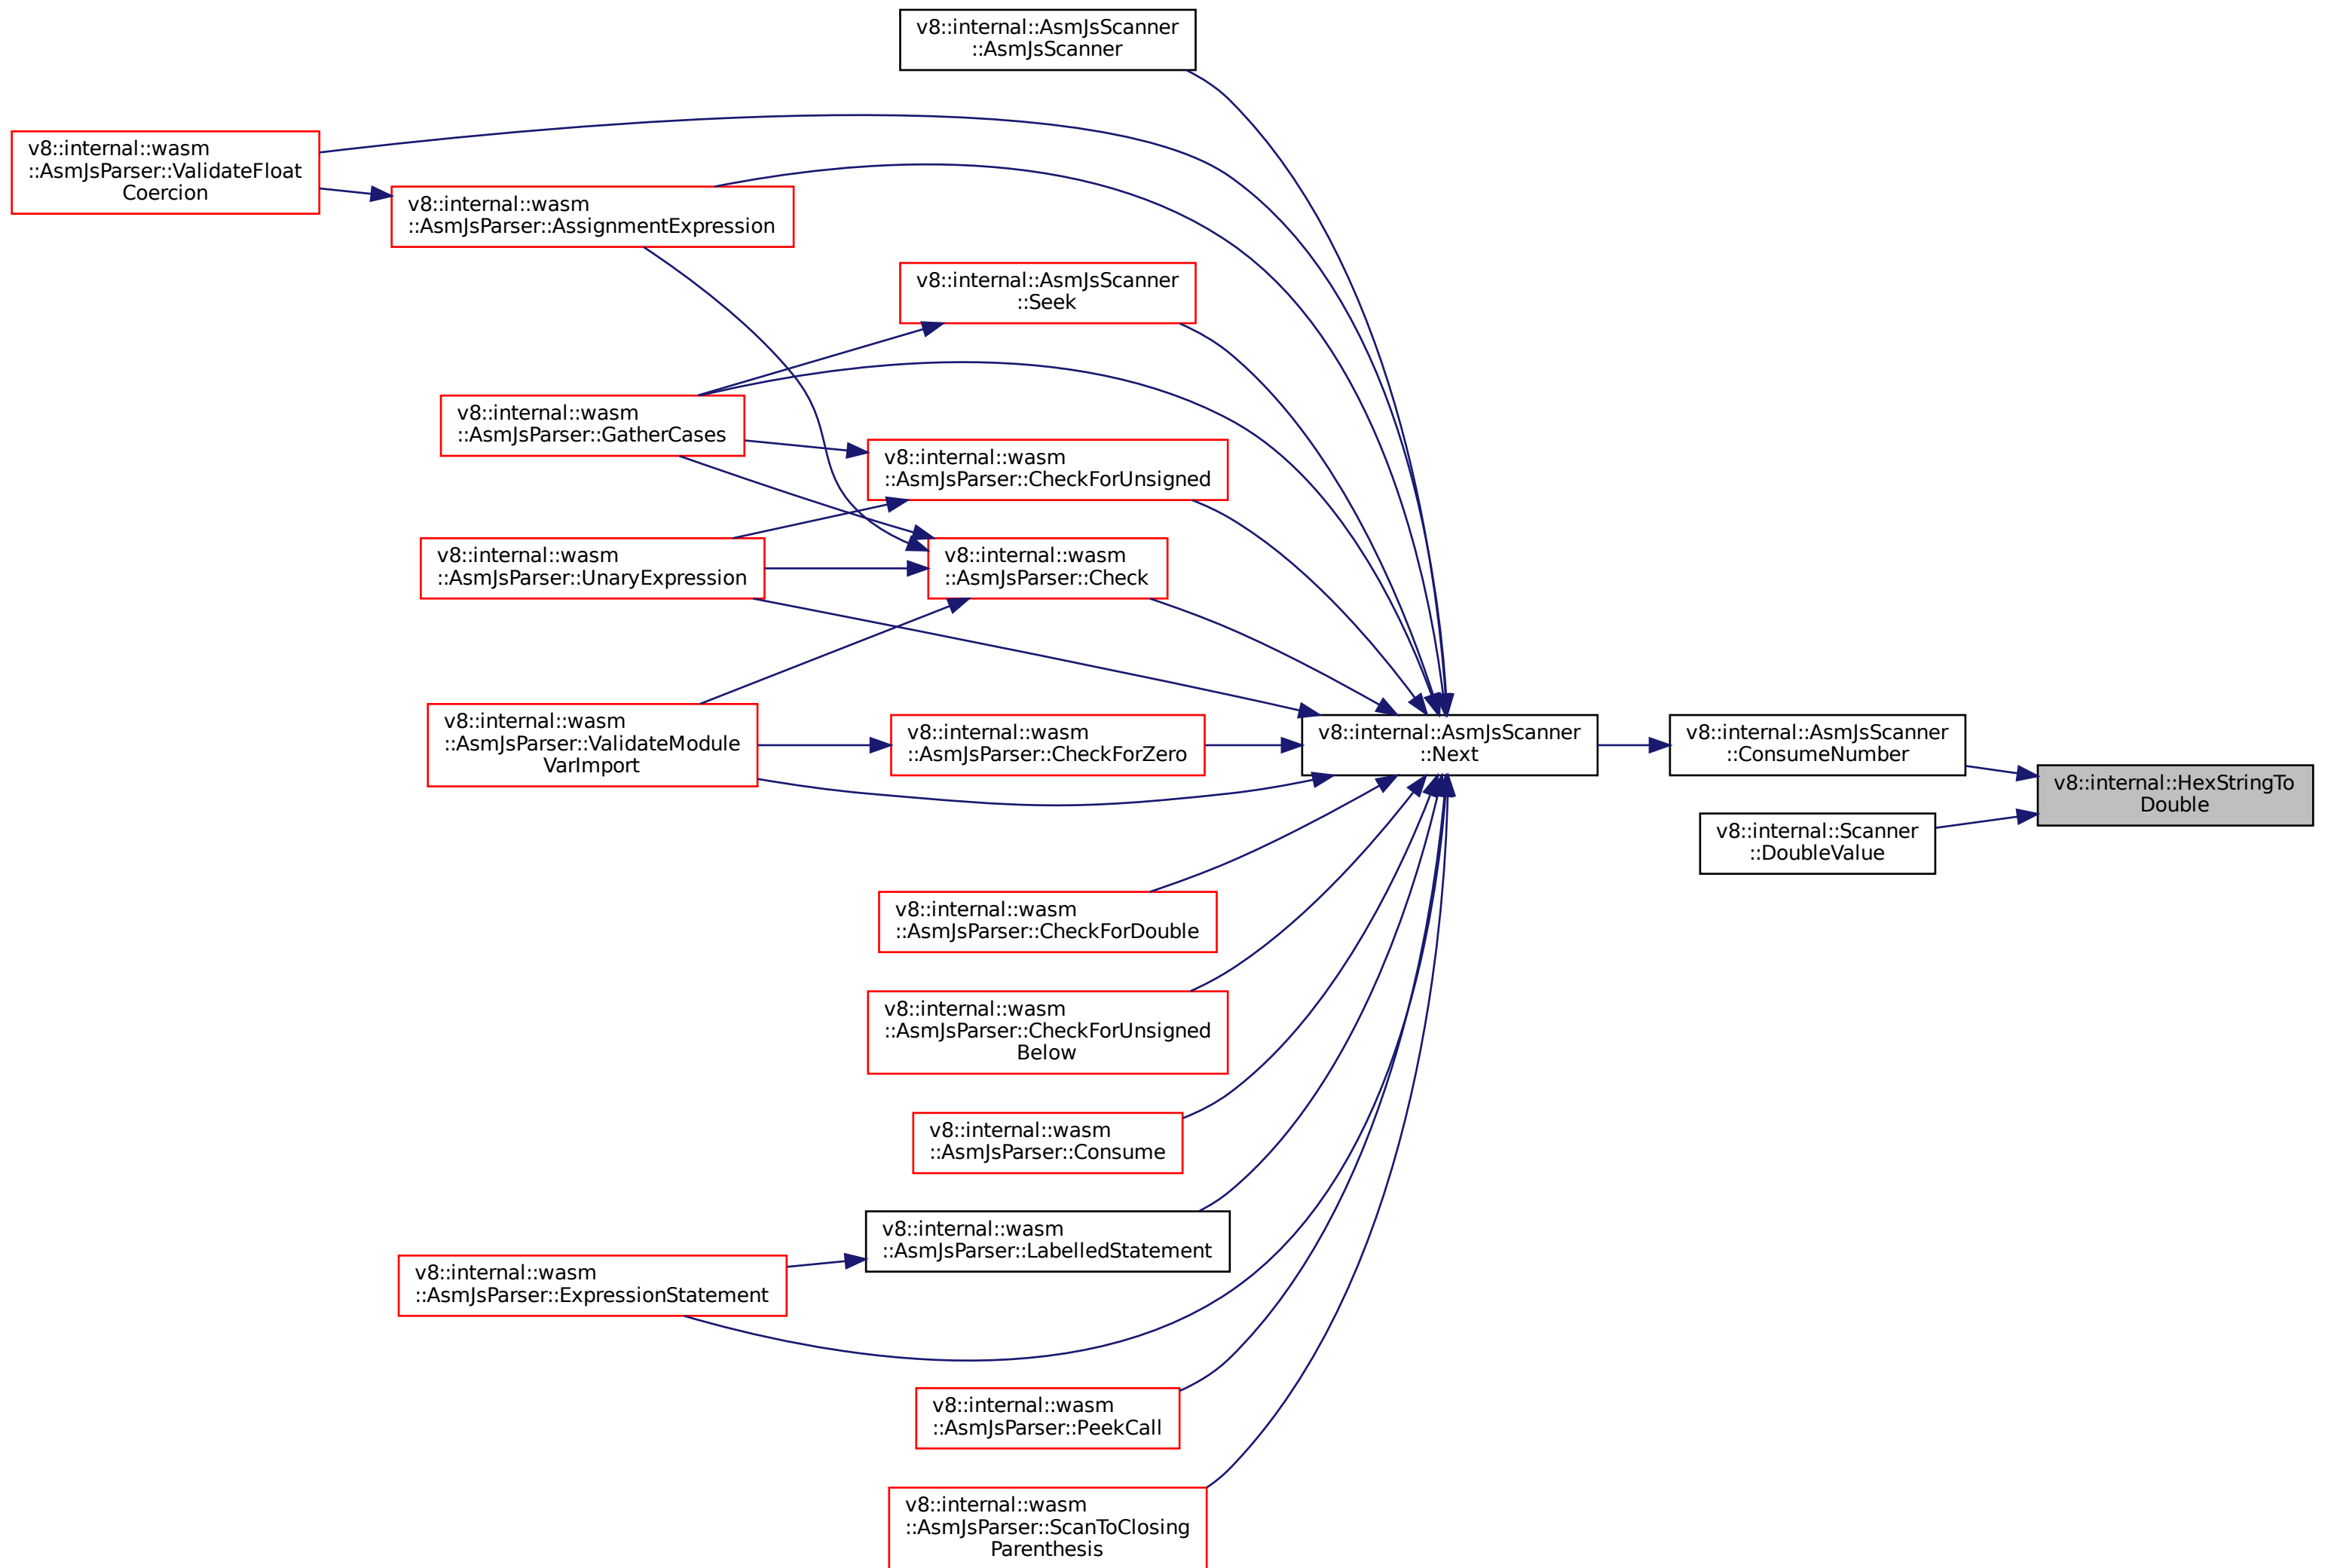 v8::internal::AsmJsScanner
::AsmJsScanner
v8::internal::wasm
::AsmJsParser::ValidateFloat
Coercion
v8::internal::wasm
::AsmJsParser::AssignmentExpression
v8::internal::AsmJsScanner
::Seek
v8::internal::wasm
::AsmJsParser::GatherCases
v8::internal::wasm
::AsmJsParser::CheckForUnsigned
v8::internal::wasm
::AsmJsParser::UnaryExpression
v8::internal::wasm
::AsmJsParser::Check
v8::internal::wasm
::AsmJsParser::ValidateModule
VarImport
v8::internal::wasm
::AsmJsParser::CheckForZero
v8::internal::AsmJsScanner
::Next
v8::internal::AsmJsScanner
::ConsumeNumber
v8::internal::HexStringTo
Double
v8::internal::Scanner
::DoubleValue
v8::internal::wasm
::AsmJsParser::CheckForDouble
v8::internal::wasm
::AsmJsParser::CheckForUnsigned
Below
v8::internal::wasm
::AsmJsParser::Consume
v8::internal::wasm
::AsmJsParser::LabelledStatement
v8::internal::wasm
::AsmJsParser::ExpressionStatement
v8::internal::wasm
::AsmJsParser::PeekCall
v8::internal::wasm
::AsmJsParser::ScanToClosing
Parenthesis